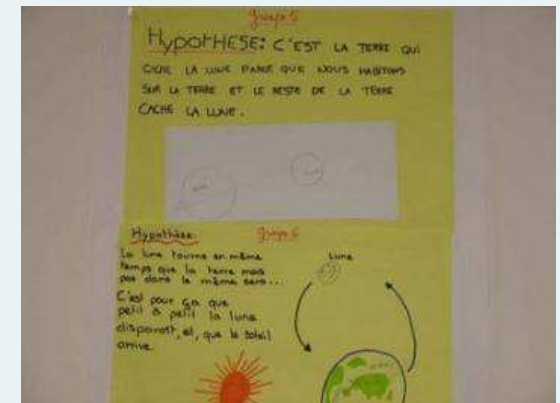 groupe 5
HYPOTHESE: C'EST LA TERRE QUI
CACHE LA LUNE PARCE QUE NOUS HABITONS
SUR LA TERRE ET LE RESTE DE LA TERRE
CACHE LA LUNE.
Hypothèse: groupe 6
La lune tourne en même
temps que la terre mais
pas dans le même sens...
C'est pour ça que
petit à petit la lune
disparaît, et, que le soleil
arrive.
Lune